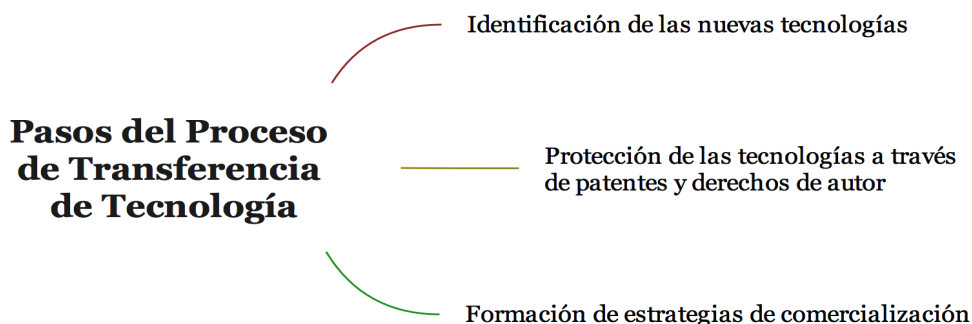 Identificación de las nuevas tecnologías
Pasos del Proceso
de Transferencia
de Tecnología
Protección de las tecnologías a través
de patentes y derechos de autor
Formación de estrategias de comercialización